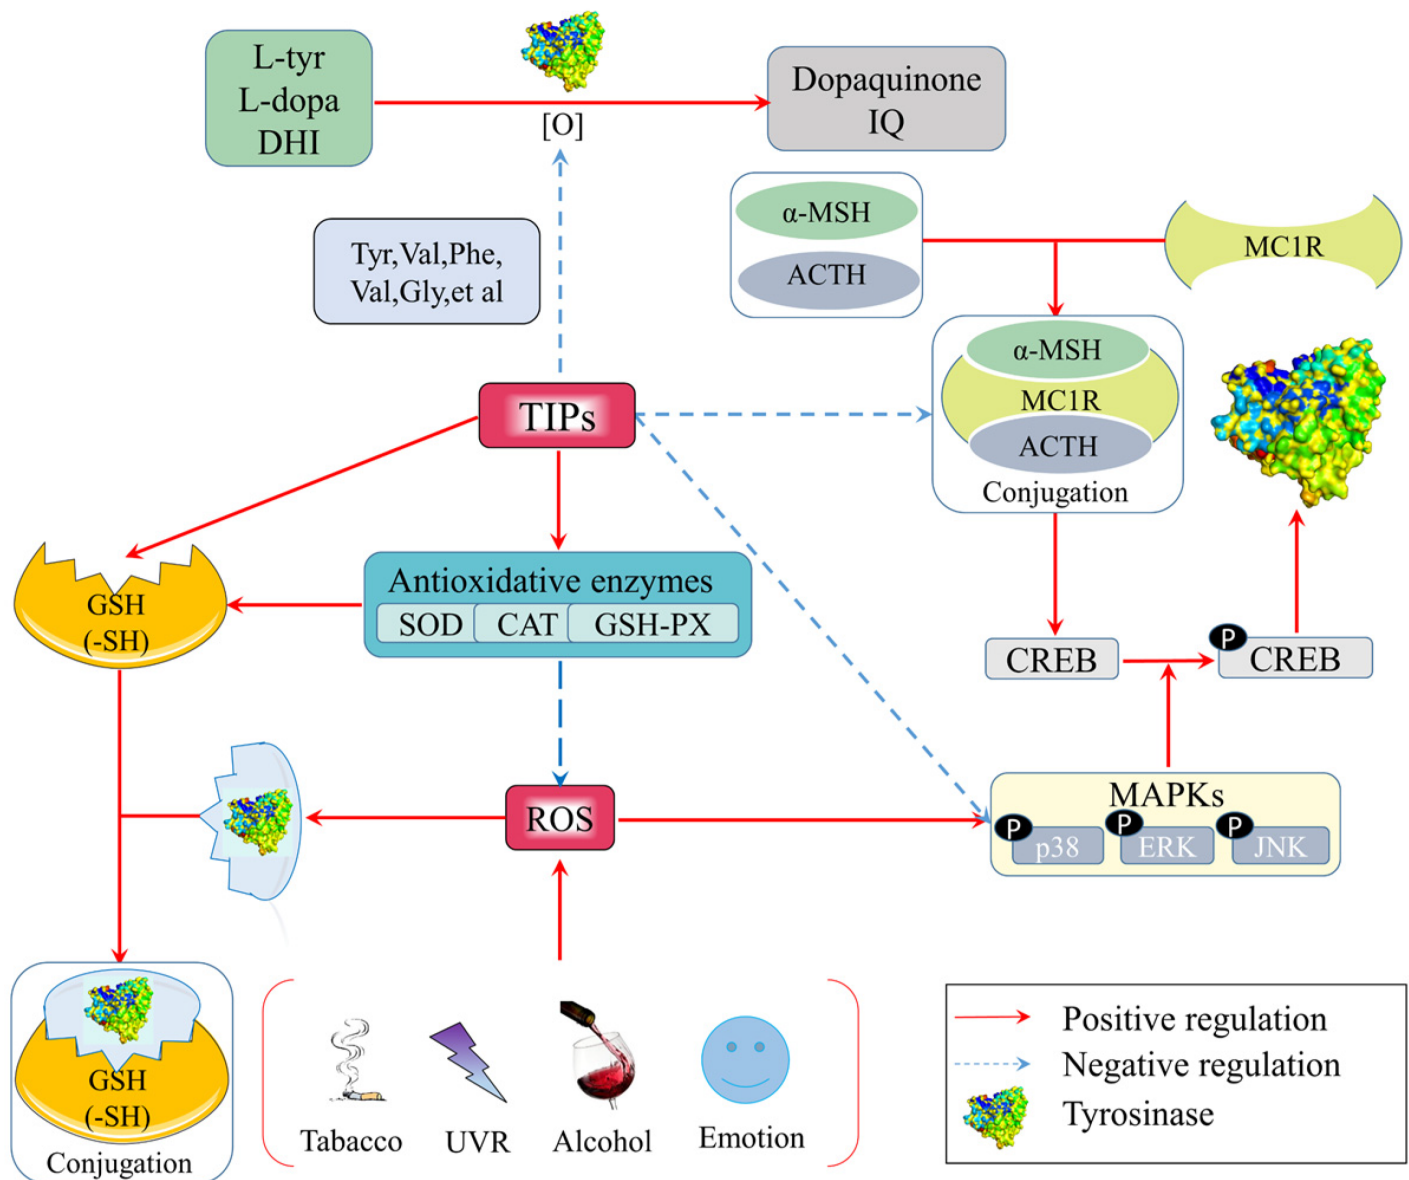 L-tyr
L-dopa
DHI
[O]
Dopaquinone
IQ
Tyr,Val,Phe,
Val,Gly,et al
α-MSH
ACTH
MC1R
TIPs
α-MSH
MC1R
ACTH
Conjugation
GSH
(-SH)
Antioxidative enzymes
SOD
CAT
GSH-PX
CREB
P
CREB
ROS
MAPKs
P
p38
P
ERK
P
JNK
GSH
(-SH)
Conjugation
Tabacco
UVR
Alcohol
Emotion
Positive regulation
Negative regulation
Tyrosinase